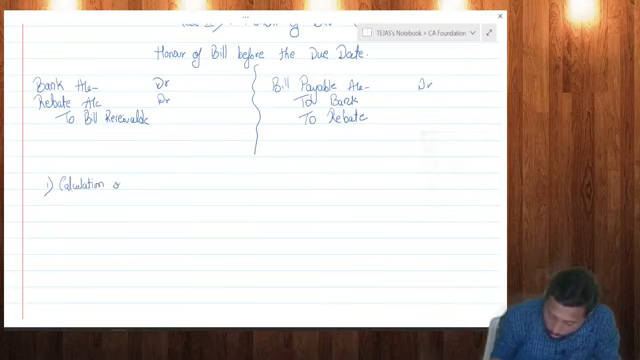 TEJAS's Notebook > CA Foundation
Honour of Bill before the Due Date.
Bank A/c Dr
Rebate A/c Dr
To Bill Receivable
Bill Payable A/c Dr
To Bank
To Rebate
1) Calculation o